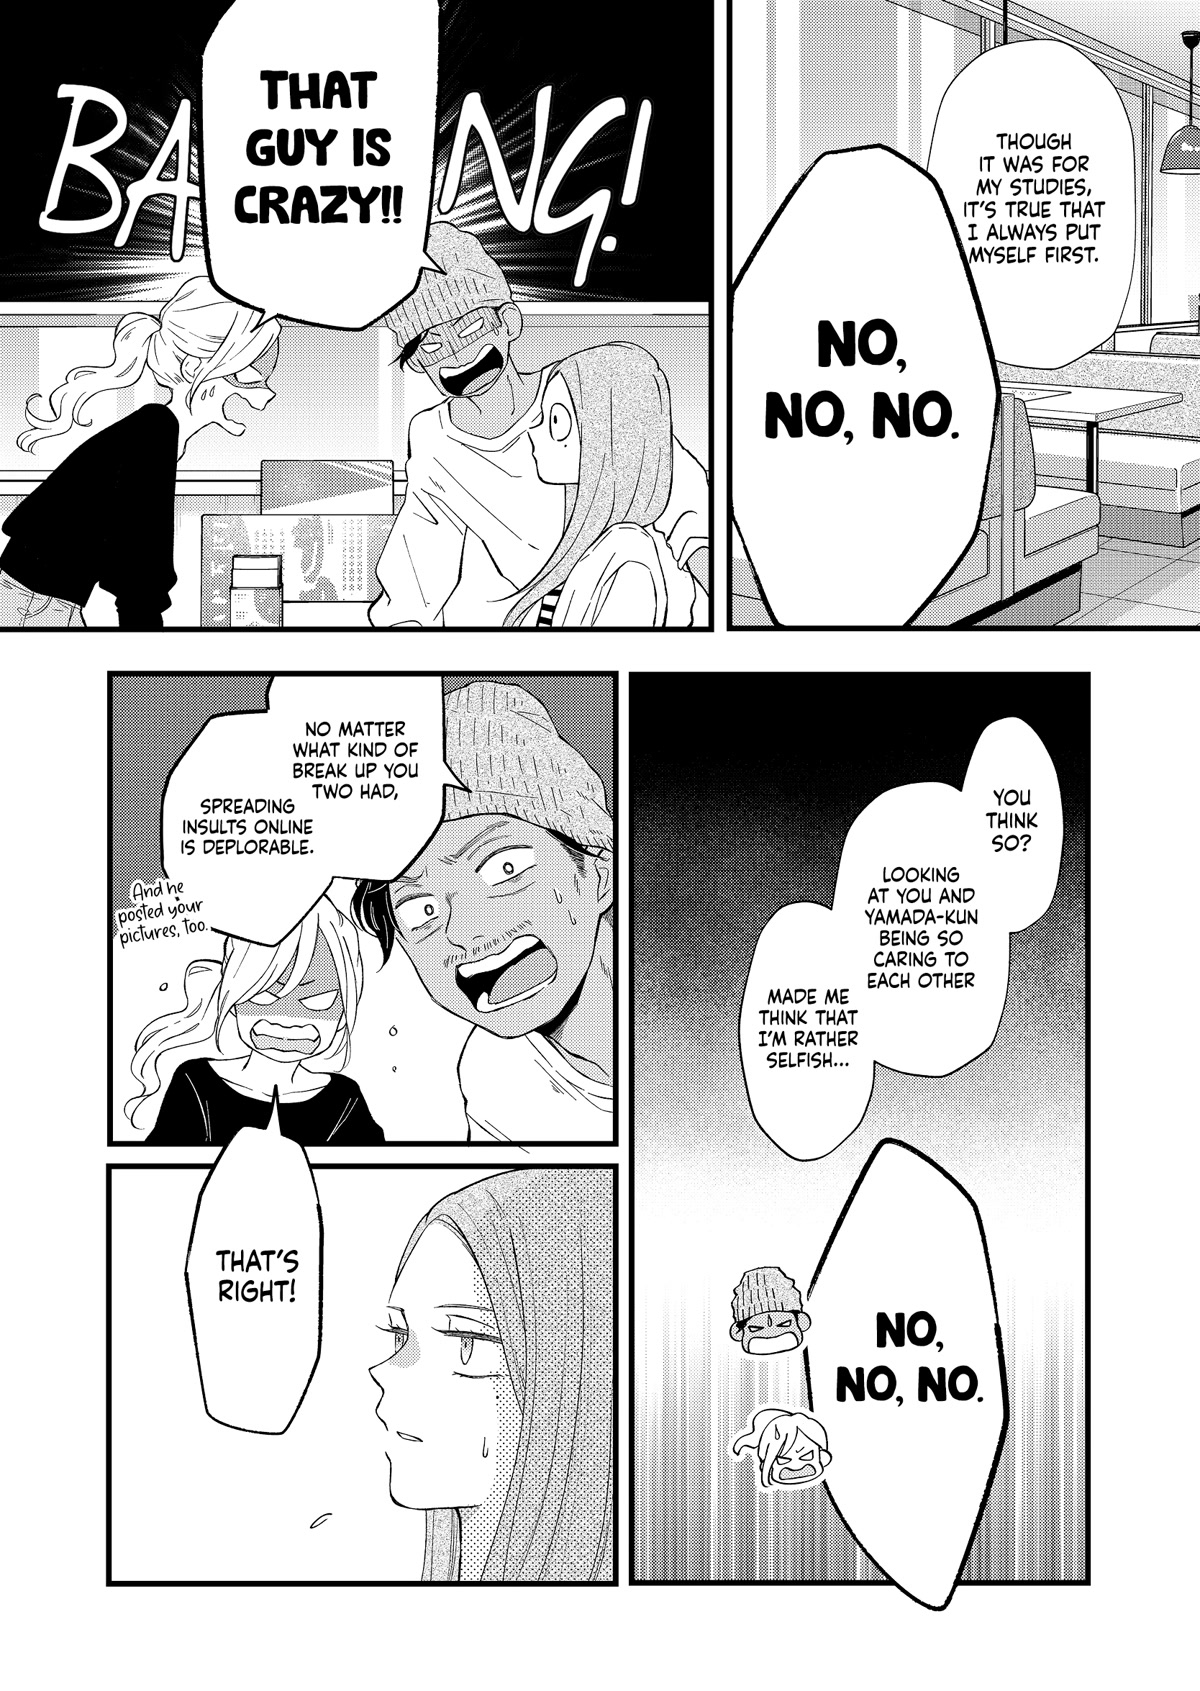 THOUGH
IT WAS FOR
MY STUDIES,
IT'S TRUE THAT
I ALWAYS PUT
MYSELF FIRST.
NO,
NO, NO.
THAT
GUY IS
CRAZY!!
BA NG!
YOU
THINK
SO?
LOOKING
AT YOU AND
YAMADA-KUN
BEING SO
CARING TO
EACH OTHER
MADE ME
THINK THAT
I'M RATHER
SELFISH...
NO,
NO, NO.
NO MATTER
WHAT KIND OF
BREAK UP YOU
TWO HAD,
SPREADING
INSULTS ONLINE
IS DEPLORABLE.
And he
posted your
pictures, too.
THAT'S
RIGHT!